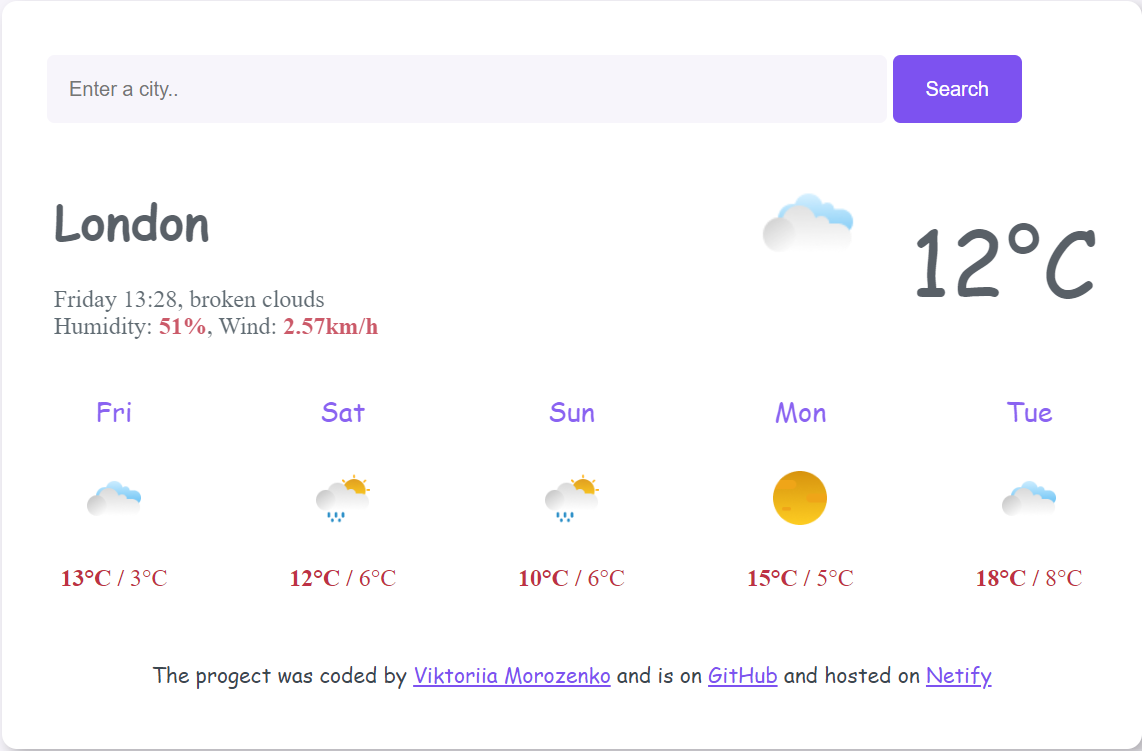 Enter a city..
Search
London
12°C
Friday 13:28, broken clouds
Humidity: 51%, Wind: 2.57km/h
Fri
Sat
Sun
Mon
Tue
13°C / 3°C
12°C / 6°C
10°C / 6°C
15°C / 5°C
18°C / 8°C
The progect was coded by Viktoriia Morozenko and is on GitHub and hosted on Netify